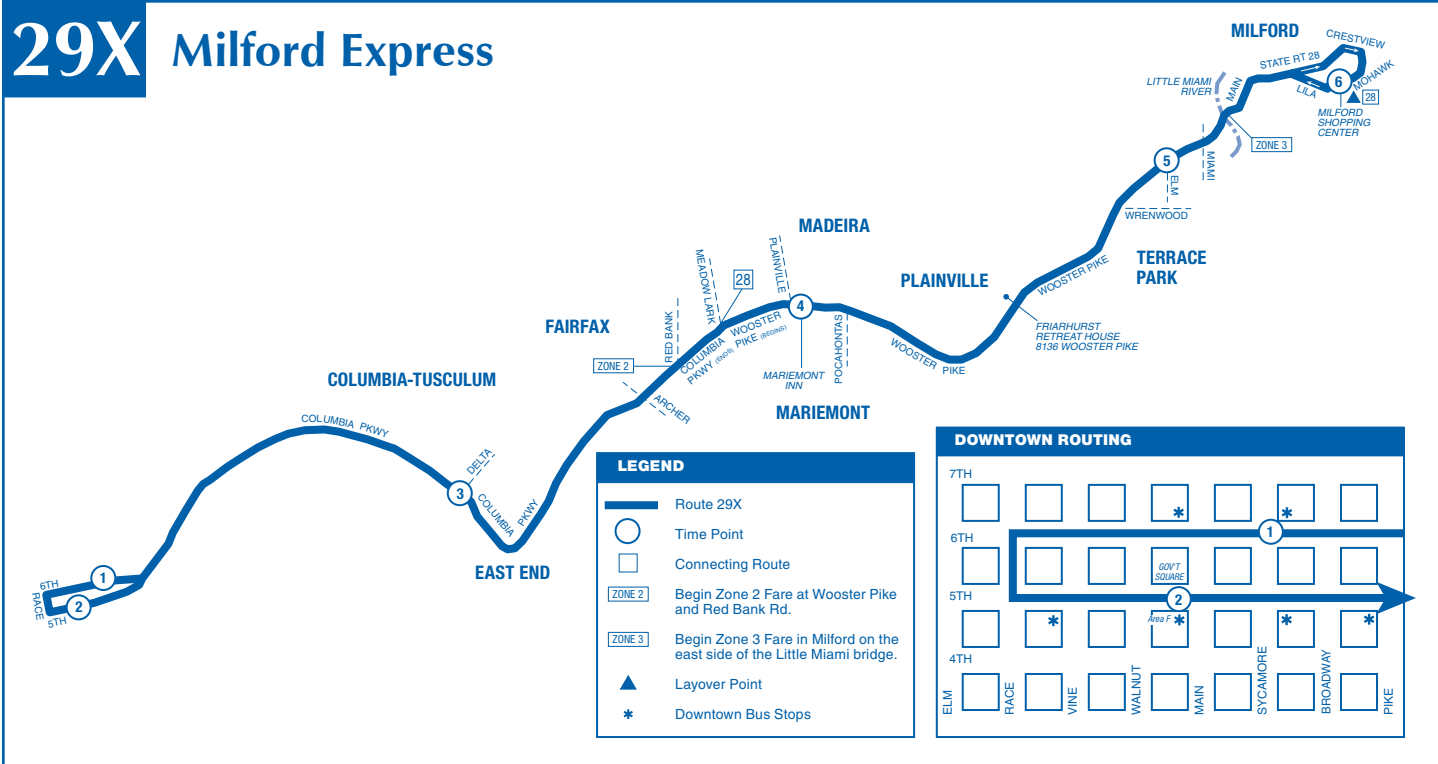 29X Milford Express
MILFORD
CRESTVIEW
STATE RT 28
MOHAWK
LILA
6
28
MILFORD
SHOPPING
CENTER
LITTLE MIAMI
RIVER
MAIN
ZONE 3
MIAMI
5
ELM
WRENWOOD
TERRACE
PARK
WOOSTER PIKE
PLAINVILLE
FRIARHURST
RETREAT HOUSE
8136 WOOSTER PIKE
MADEIRA
PLAINVILLE
MEADOW LARK
28
4
WOOSTER
PIKE (BEGINS)
COLUMBIA
PKWY (ENDS)
MARIEMONT
INN
POCAHONTAS
WOOSTER PIKE
MARIEMONT
FAIRFAX
RED BANK
ZONE 2
ARCHER
COLUMBIA-TUSCULUM
COLUMBIA PKWY
DELTA
3
COLUMBIA PKWY
EAST END
6TH
1
RACE
2
5TH
LEGEND
Route 29X
Time Point
Connecting Route
ZONE 2 Begin Zone 2 Fare at Wooster Pike
and Red Bank Rd.
ZONE 3 Begin Zone 3 Fare in Milford on the
east side of the Little Miami bridge.
Layover Point
* Downtown Bus Stops
DOWNTOWN ROUTING
7TH
* *
1
6TH
GOV'T
SQUARE
5TH
2
* Area F * * *
4TH
ELM
RACE
VINE
WALNUT
MAIN
SYCAMORE
BROADWAY
PIKE